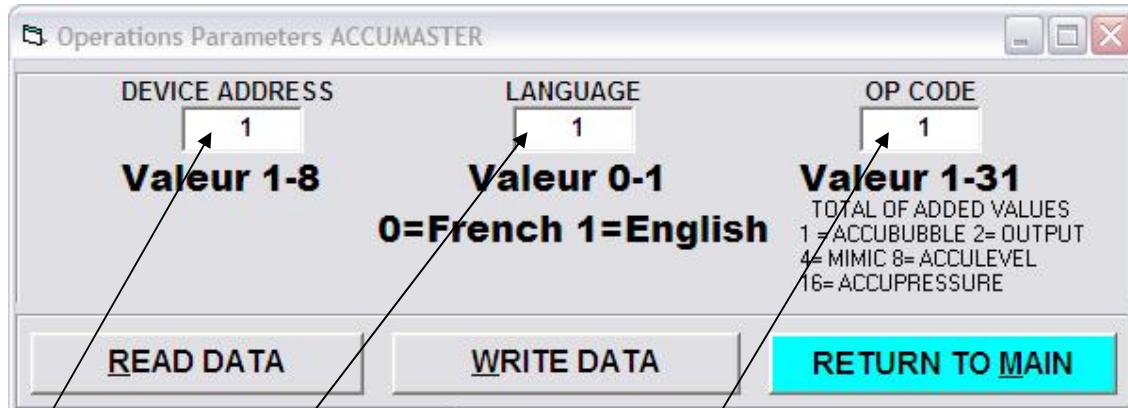 Operations Parameters ACCUMASTER
DEVICE ADDRESS
1
Valeur 1-8
LANGUAGE
1
Valeur 0-1
0=French 1=English
OP CODE
1
Valeur 1-31
TOTAL OF ADDED VALUES
1 = ACCUBUBBLE 2= OUTPUT
4= MIMIC 8= ACCULEVEL
16= ACCUPRESSURE
READ DATA
WRITE DATA
RETURN TO MAIN